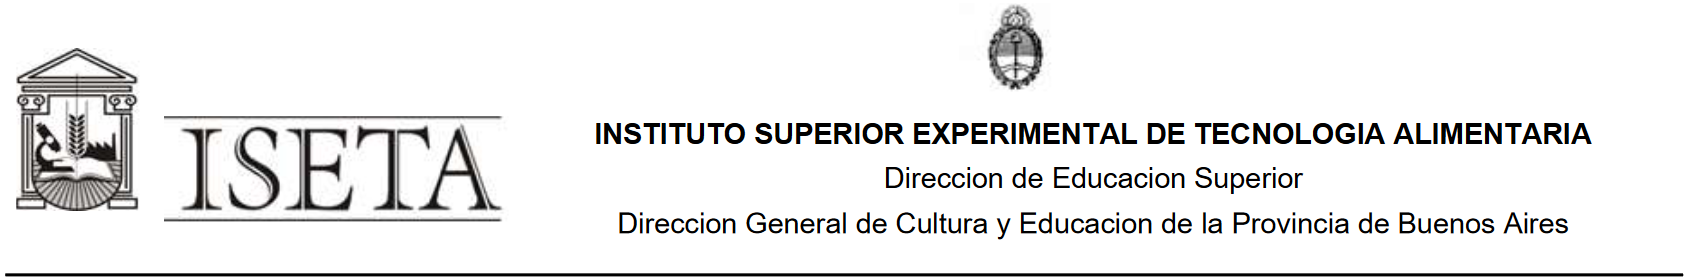 ISETA
INSTITUTO SUPERIOR EXPERIMENTAL DE TECNOLOGIA ALIMENTARIA
Direccion de Educacion Superior
Direccion General de Cultura y Educacion de la Provincia de Buenos Aires